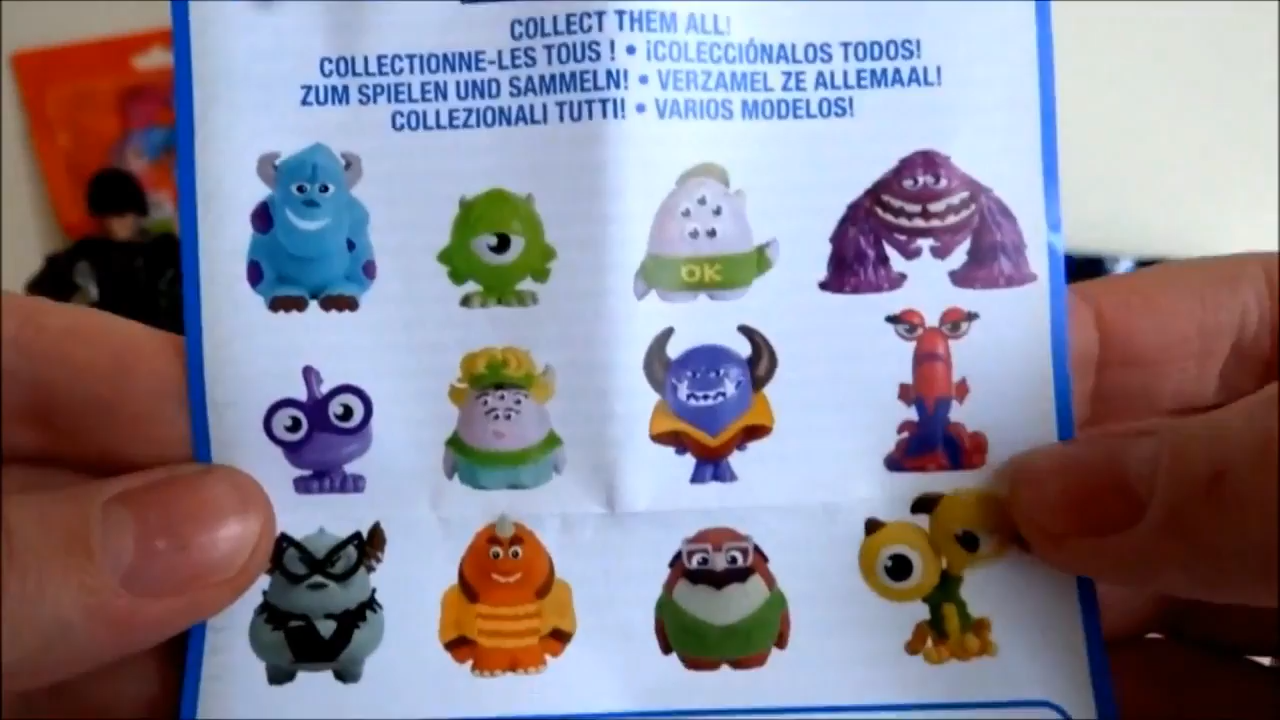 COLLECT THEM ALL!
COLLECTIONNE-LES TOUS ! • ¡COLECCIÓNALOS TODOS!
ZUM SPIELEN UND SAMMELN! • VERZAMEL ZE ALLEMAAL!
COLLEZIONALI TUTTI! • VARIOS MODELOS!
OK